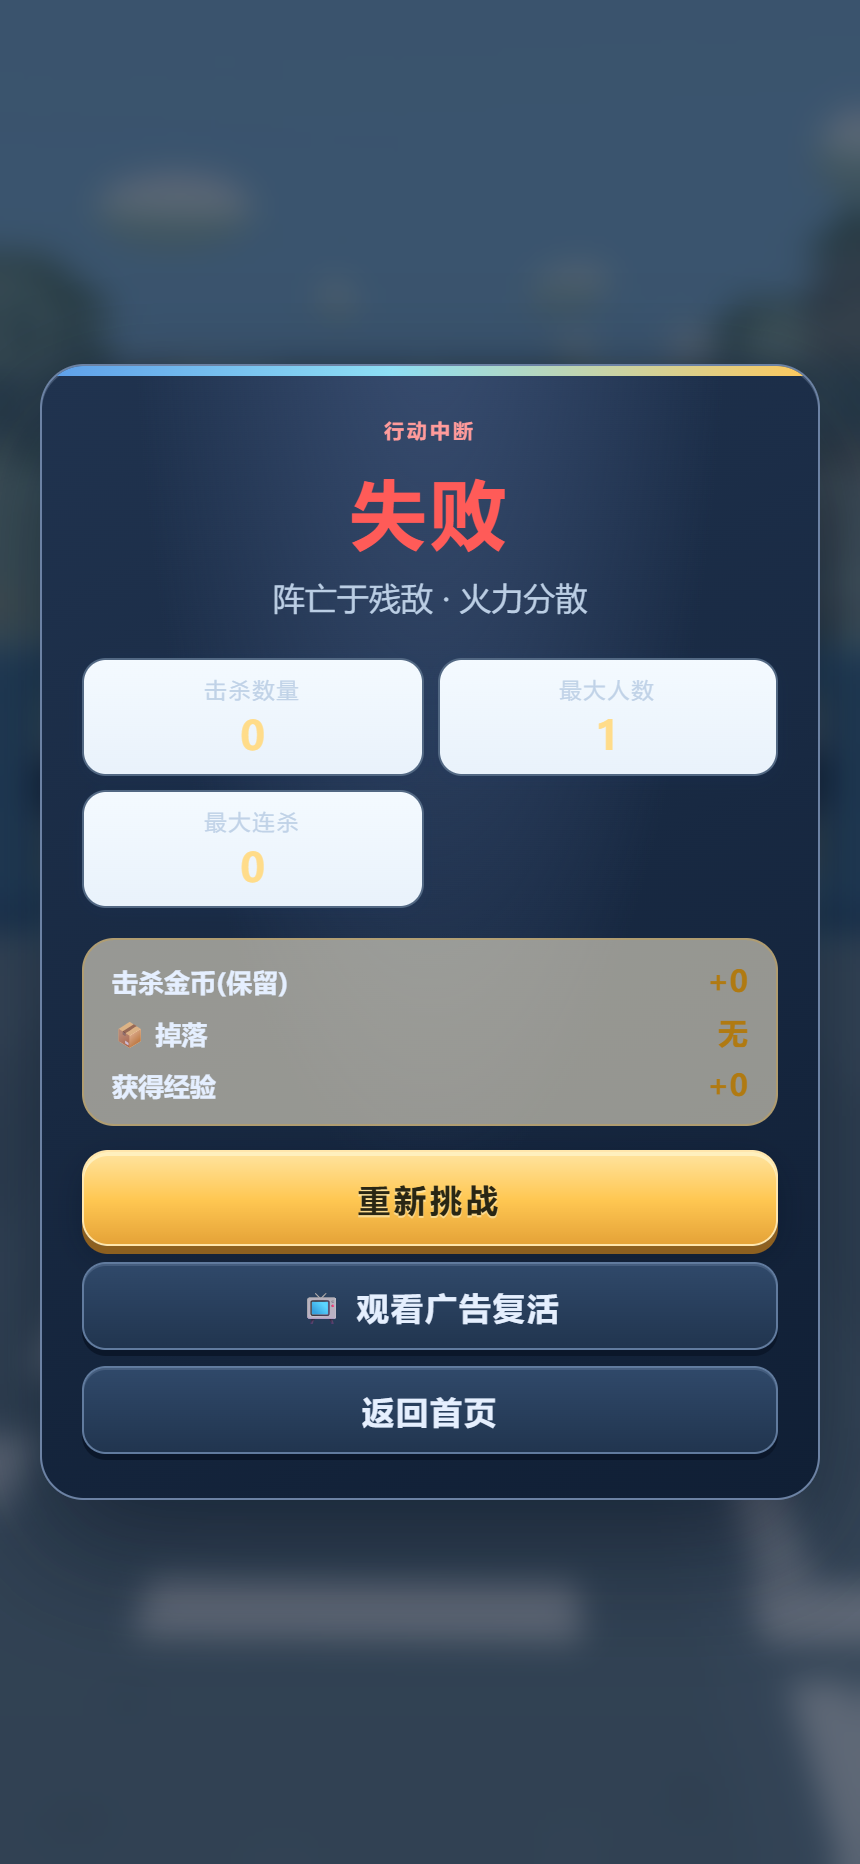 行动中断
失败
阵亡于残敌 · 火力分散
击杀数量
0
最大人数
1
最大连杀
0
击杀金币(保留)
+0
掉落
无
获得经验
+0
重新挑战
观看广告复活
返回首页